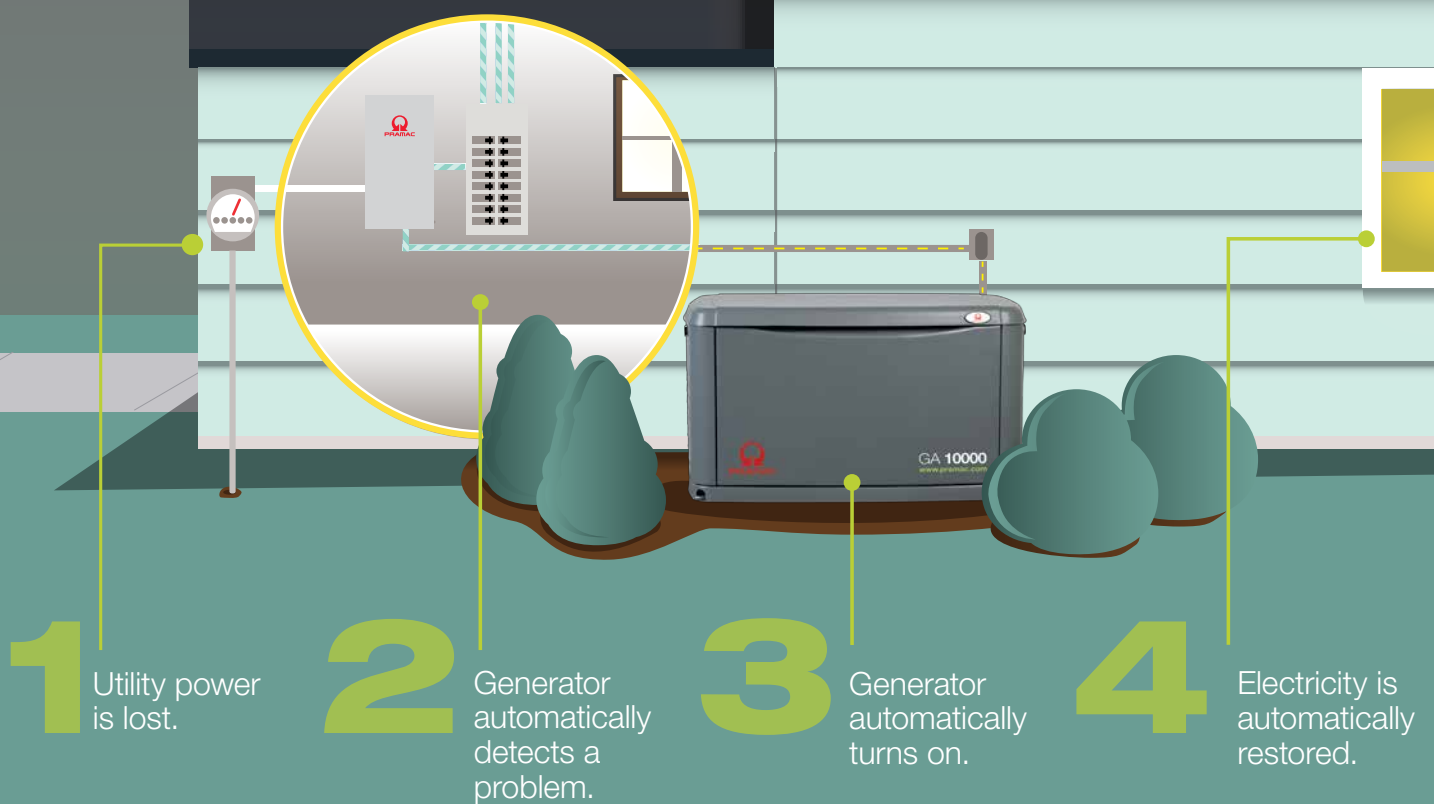 PRAMAC
GA 10000
www.pramac.com
PRAMAC
1
Utility power
is lost.
2
Generator
automatically
detects a
problem.
3
Generator
automatically
turns on.
4
Electricity is
automatically
restored.